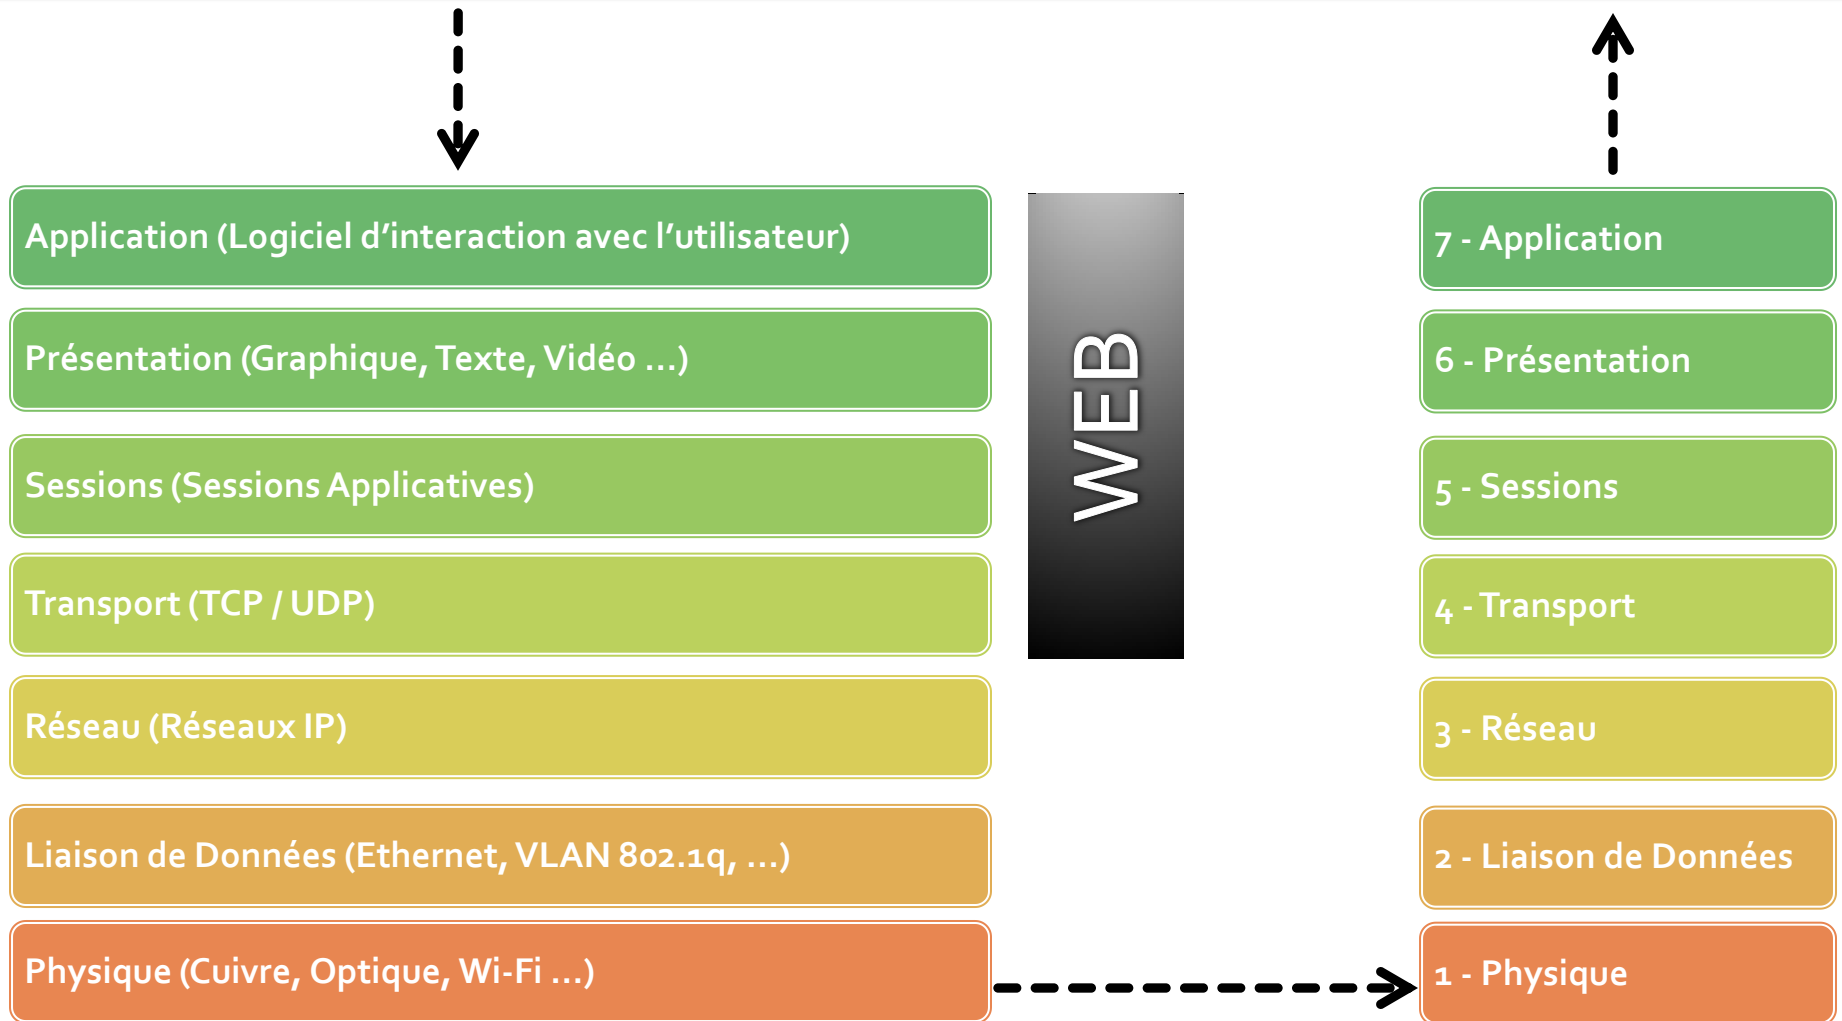 Application (Logiciel d’interaction avec l’utilisateur)
Présentation (Graphique, Texte, Vidéo ...)
Sessions (Sessions Applicatives)
Transport (TCP / UDP)
Réseau (Réseaux IP)
Liaison de Données (Ethernet, VLAN 802.1q, ...)
Physique (Cuivre, Optique, Wi-Fi ...)
WEB
7 - Application
6 - Présentation
5 - Sessions
4 - Transport
3 - Réseau
2 - Liaison de Données
1 - Physique